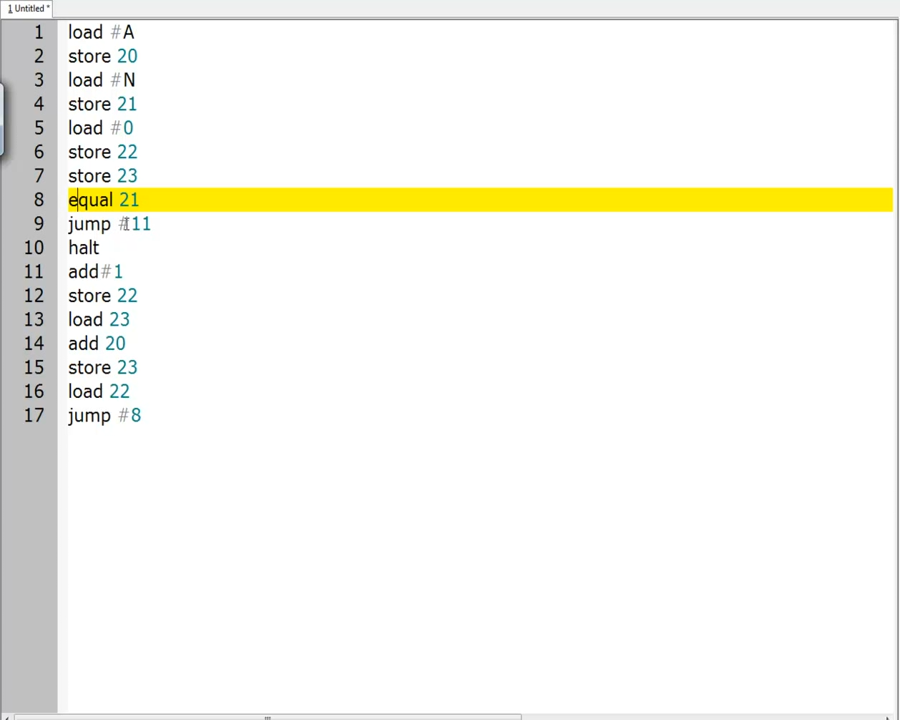 1 Untitled *
1 load #A
2 store 20
3 load #N
4 store 21
5 load #0
6 store 22
7 store 23
8 equal 21
9 jump #11
10 halt
11 add#1
12 store 22
13 load 23
14 add 20
15 store 23
16 load 22
17 jump #8